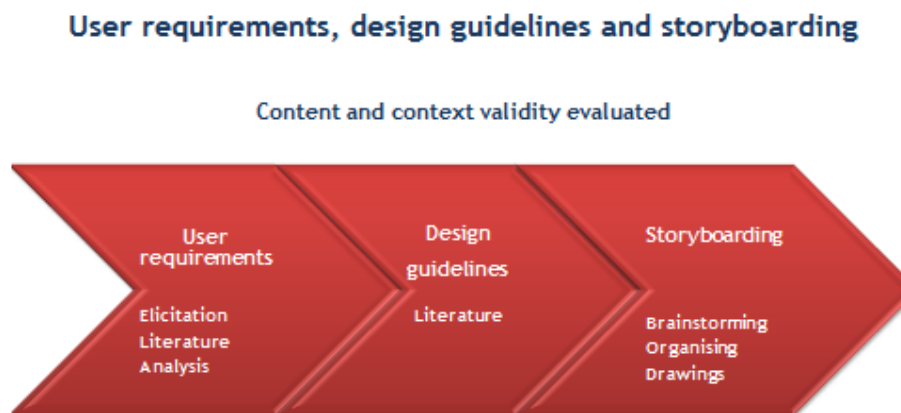 User requirements, design guidelines and storyboarding
Content and context validity evaluated
User
requirements
Elicitation
Literature
Analysis
Design
guidelines
Literature
Storyboarding
Brainstorming
Organising
Drawings